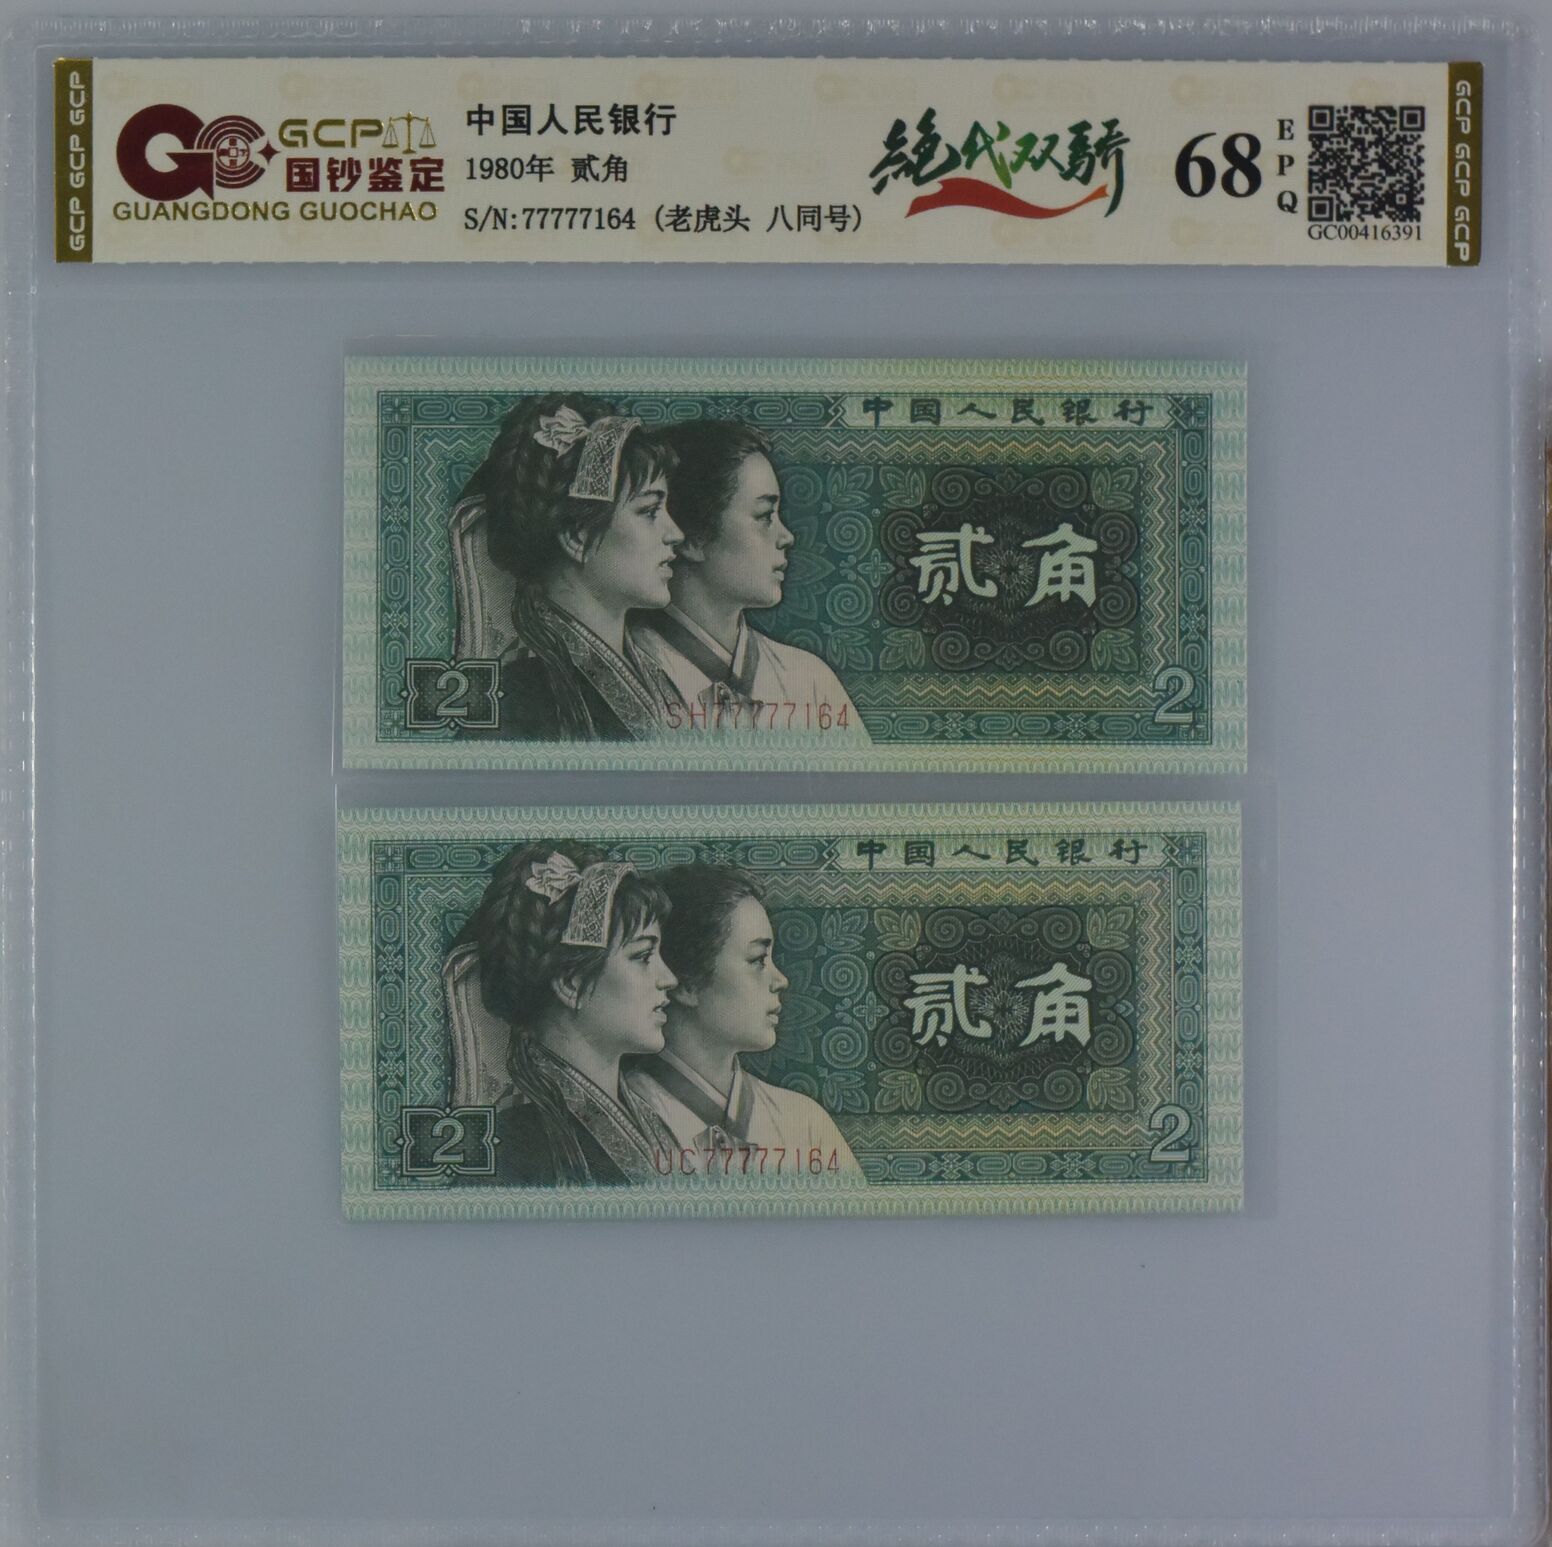 GCP GCP GCP
GCP
国钞鉴定
GUANGDONG GUOCHAO
中国人民银行
1980年 贰角
S/N:77777164 (老虎头 八同号)
絕代双骄
68
EPQ
GC00416391
GCP GCP GCP
中国人民银行
贰角
2
2
SH77777164
中国人民银行
贰角
2
2
UC77777164